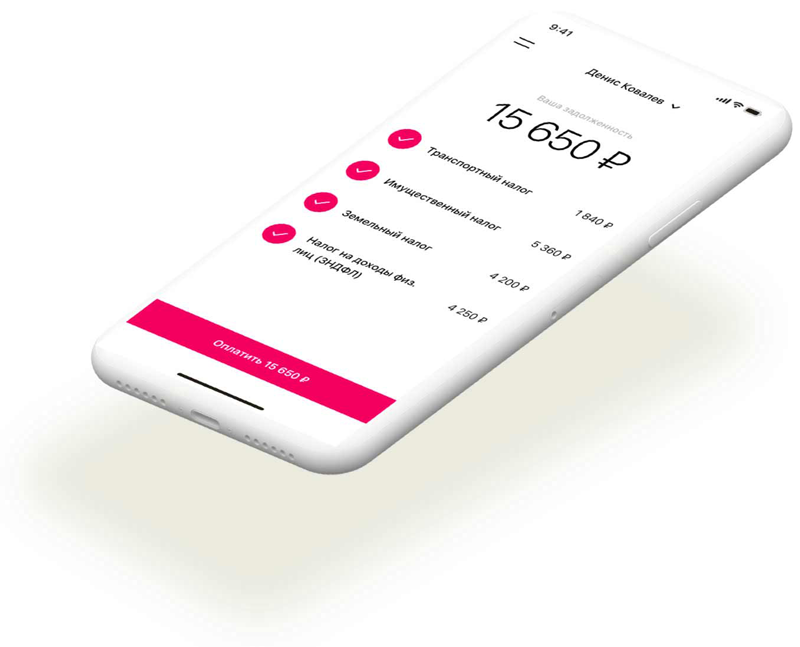 9:41
Денис Ковалев
Ваша задолженность
15 650 ₽
Транспортный налог
1 840 ₽
Имущественный налог
5 360 ₽
Земельный налог
4 200 ₽
Налог на доходы физ.
лиц (3НДФЛ)
4 250 ₽
Оплатить 15 650 ₽